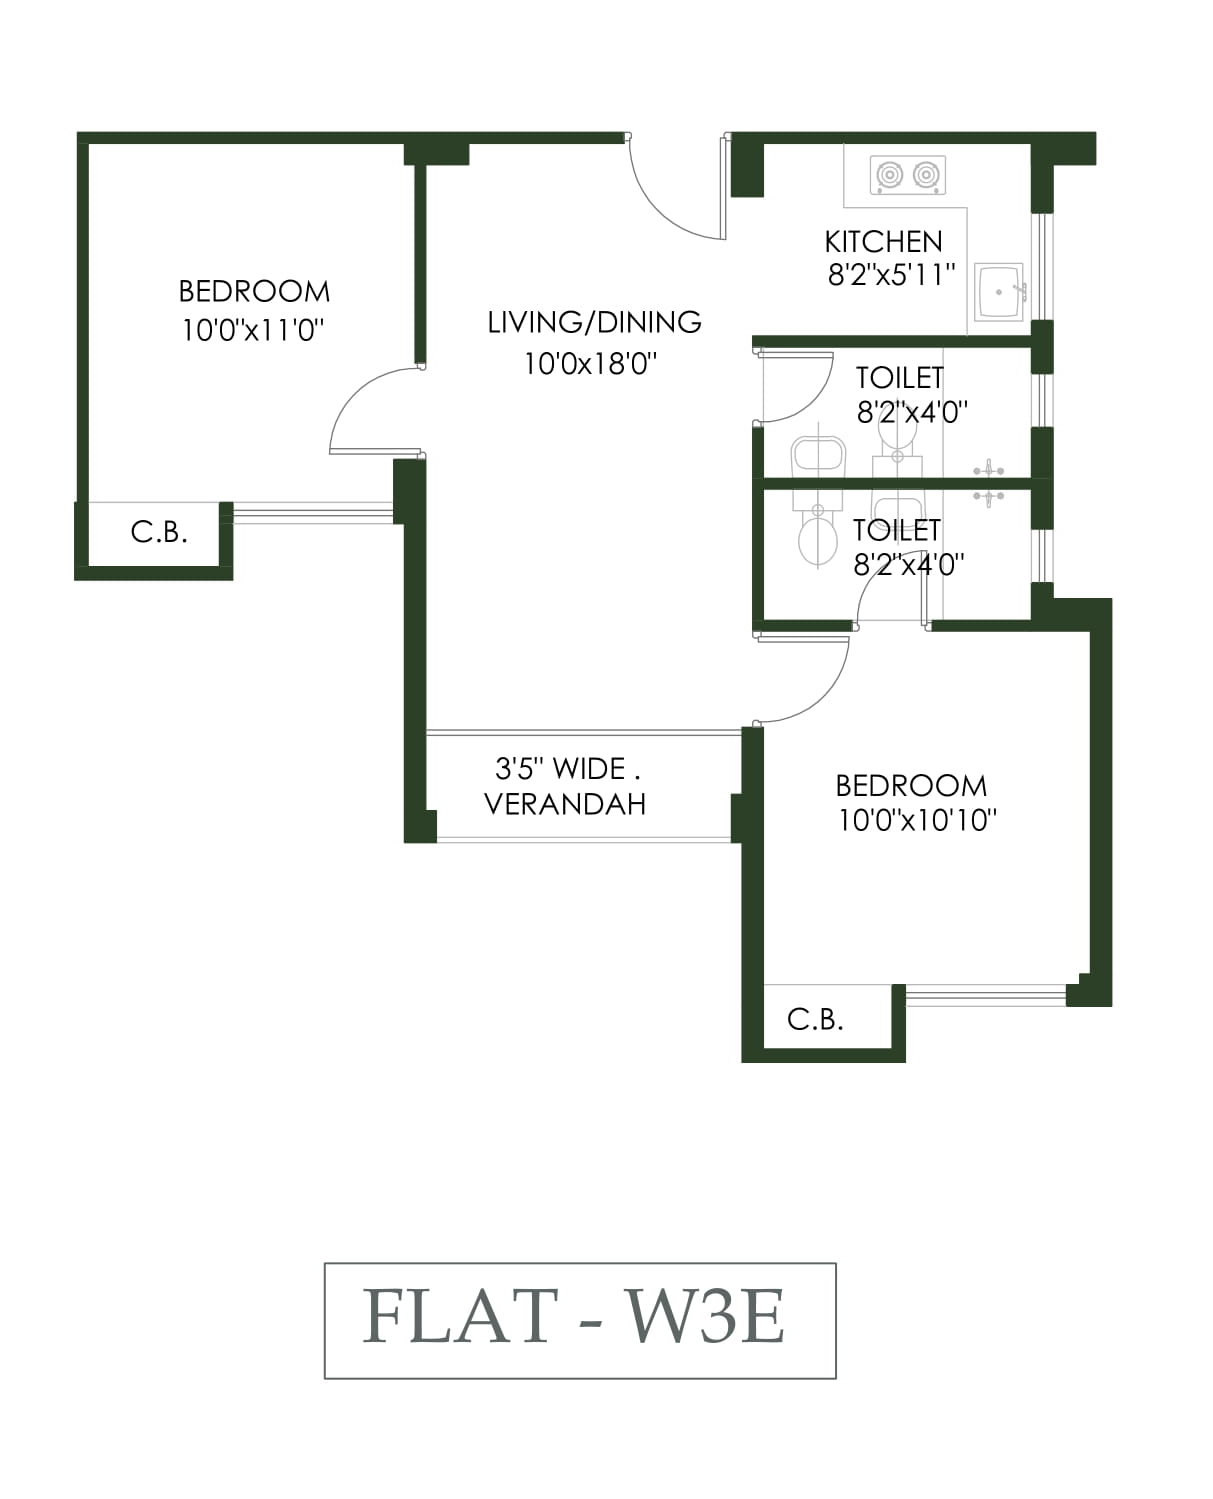 KITCHEN
8'2"x5'11"
BEDROOM
10'0"x11'0"
LIVING/DINING
10'0x18'0"
TOILET
8'2"x4'0"
C.B.
TOILET
8'2"x4'0"
3'5" WIDE .
VERANDAH
BEDROOM
10'0"x10'10"
C.B.
FLAT - W3E